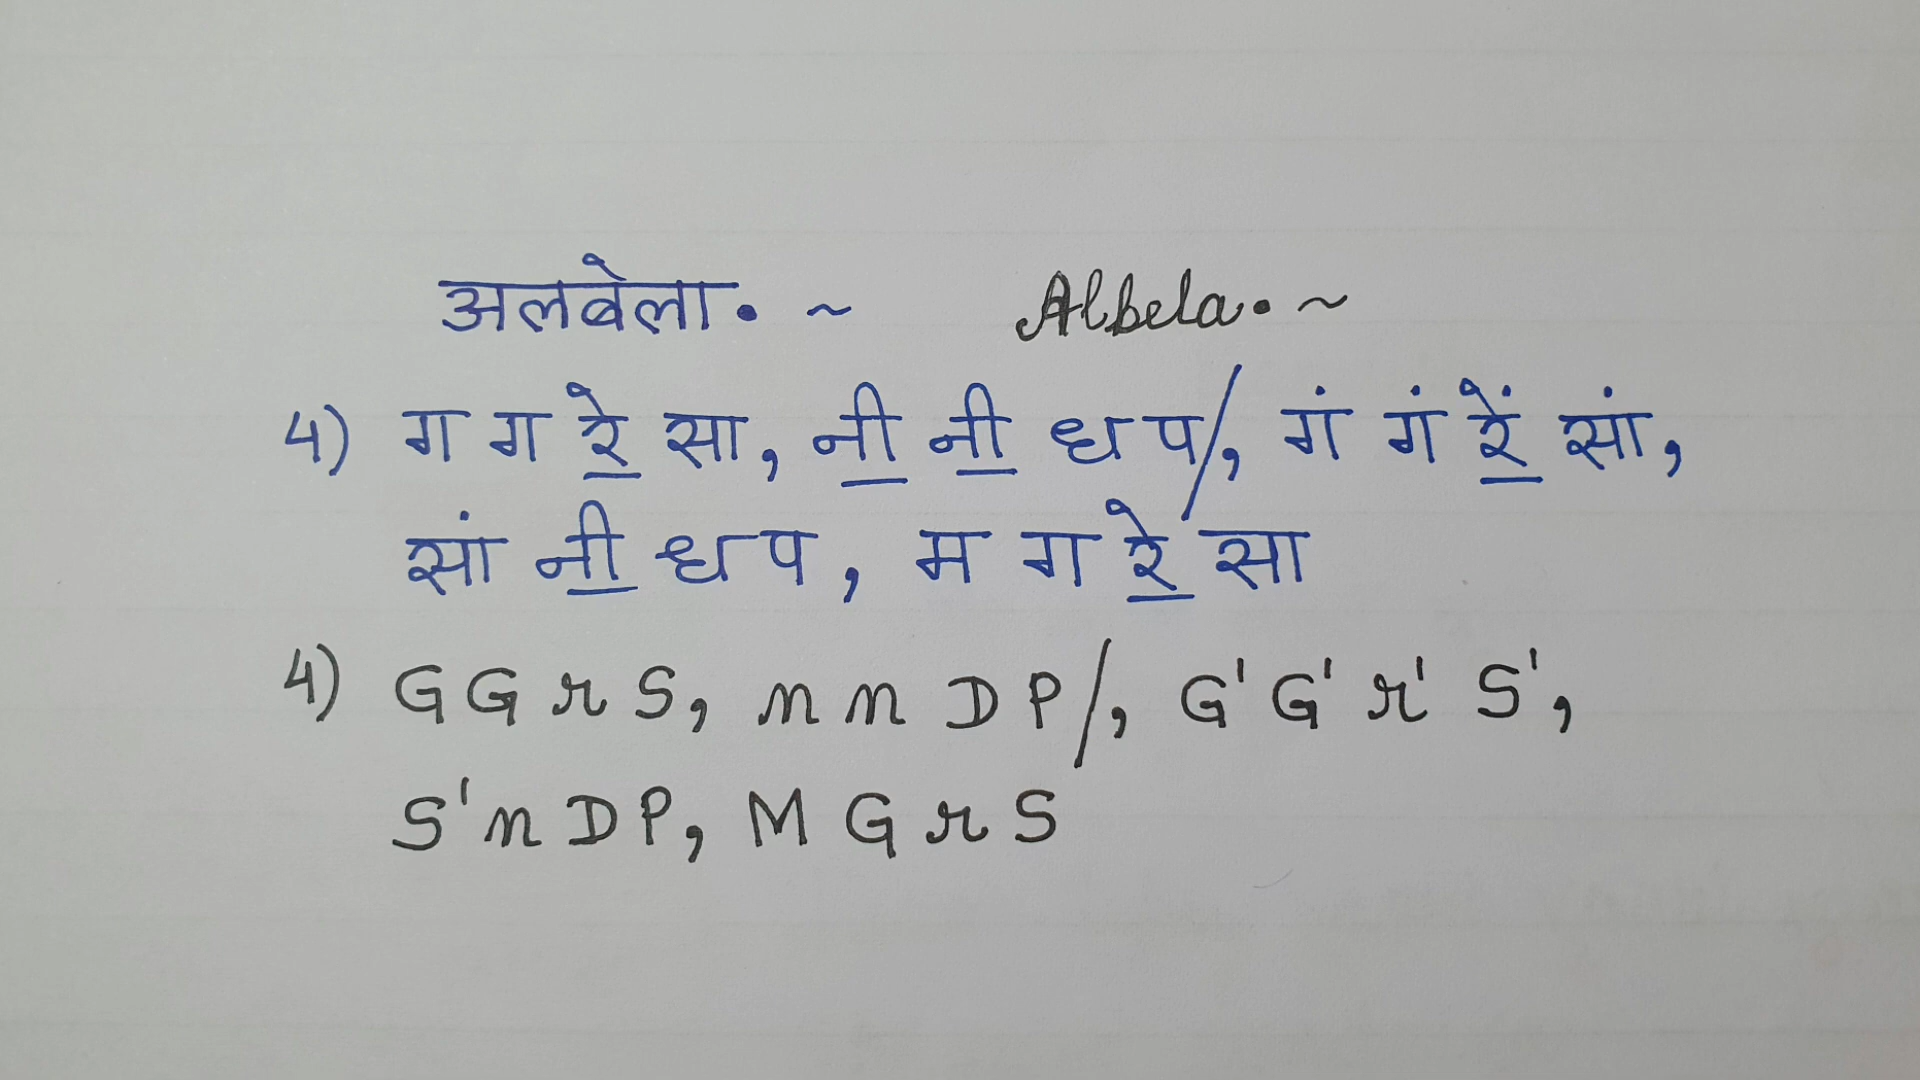 अलबेला • ~ Albela • ~
4) ग ग रे॒ सा, नी॒ नी॒ ध प/, गं गं रें॒ सां,
सां नी॒ ध प, म ग रे॒ सा
4) G G r S, n n D P/, G' G' r' S',
S' n D P, M G r S